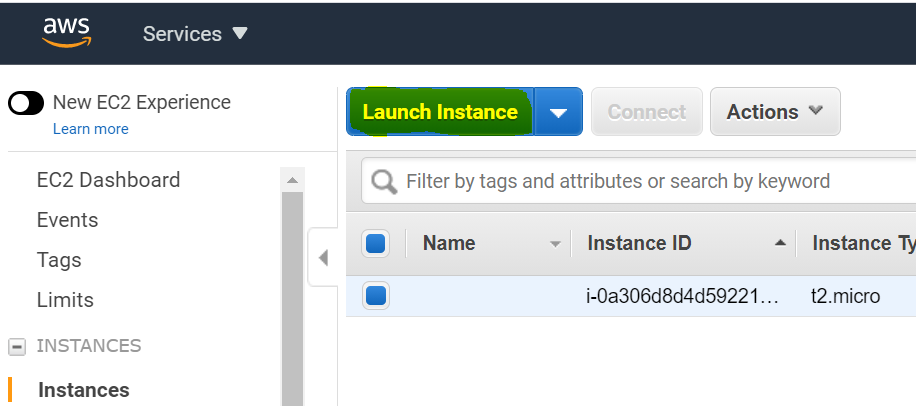 aws
Services
New EC2 Experience
Learn more
EC2 Dashboard
Events
Tags
Limits
INSTANCES
Instances
Launch Instance
Connect
Actions
Filter by tags and attributes or search by keyword
Name
Instance ID
Instance Ty
i-0a306d8d4d59221...
t2.micro